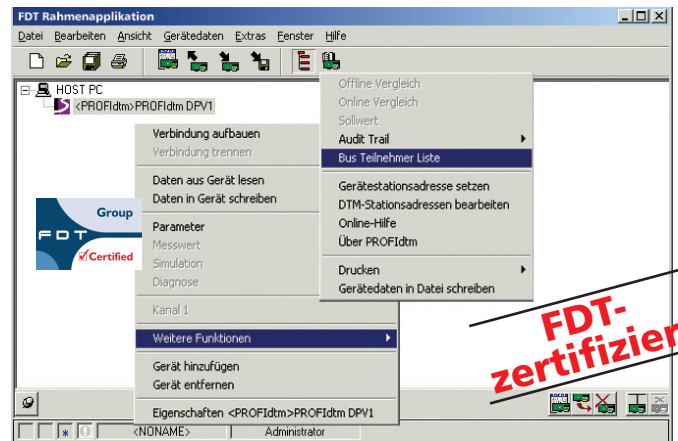 FDT Rahmenapplikation
Datei Bearbeiten Ansicht Gerätedaten Extras Fenster Hilfe
HOST PC
<PROFIdtm>PROFIdtm DPV1
Verbindung aufbauen
Verbindung trennen
Daten aus Gerät lesen
Daten in Gerät schreiben
Parameter
Messwert
Simulation
Diagnose
Kanal 1
Weitere Funktionen
Gerät hinzufügen
Gerät entfernen
Eigenschaften <PROFIdtm>PROFIdtm DPV1
Offline Vergleich
Online Vergleich
Sollwert
Audit Trail
Bus Teilnehmer Liste
Gerätestationsadresse setzen
DTM-Stationsadressen bearbeiten
Online-Hilfe
Über PROFIdtm
Drucken
Gerätedaten in Datei schreiben
Group
FDT
Certified
FDT-
zertifizier
<NONAME> Administrator